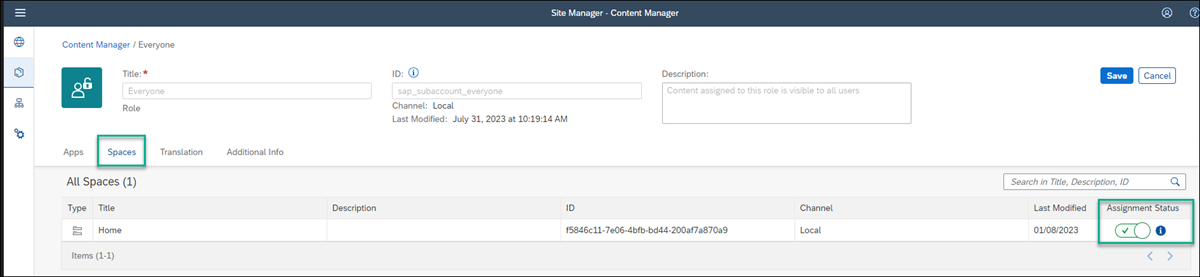 Site Manager - Content Manager
Content Manager / Everyone
Title: *
Everyone
Role
ID:
sap_subaccount_everyone
Channel: Local
Last Modified: July 31, 2023 at 10:19:14 AM
Description:
Content assigned to this role is visible to all users
Save Cancel
Apps Spaces Translation Additional Info
All Spaces (1)
Search in Title, Description, ID
Type Title Description ID Channel Last Modified Assignment Status
Home f5846c11-7e06-4bfb-bd44-200af7a870a9 Local 01/08/2023
Items (1-1)